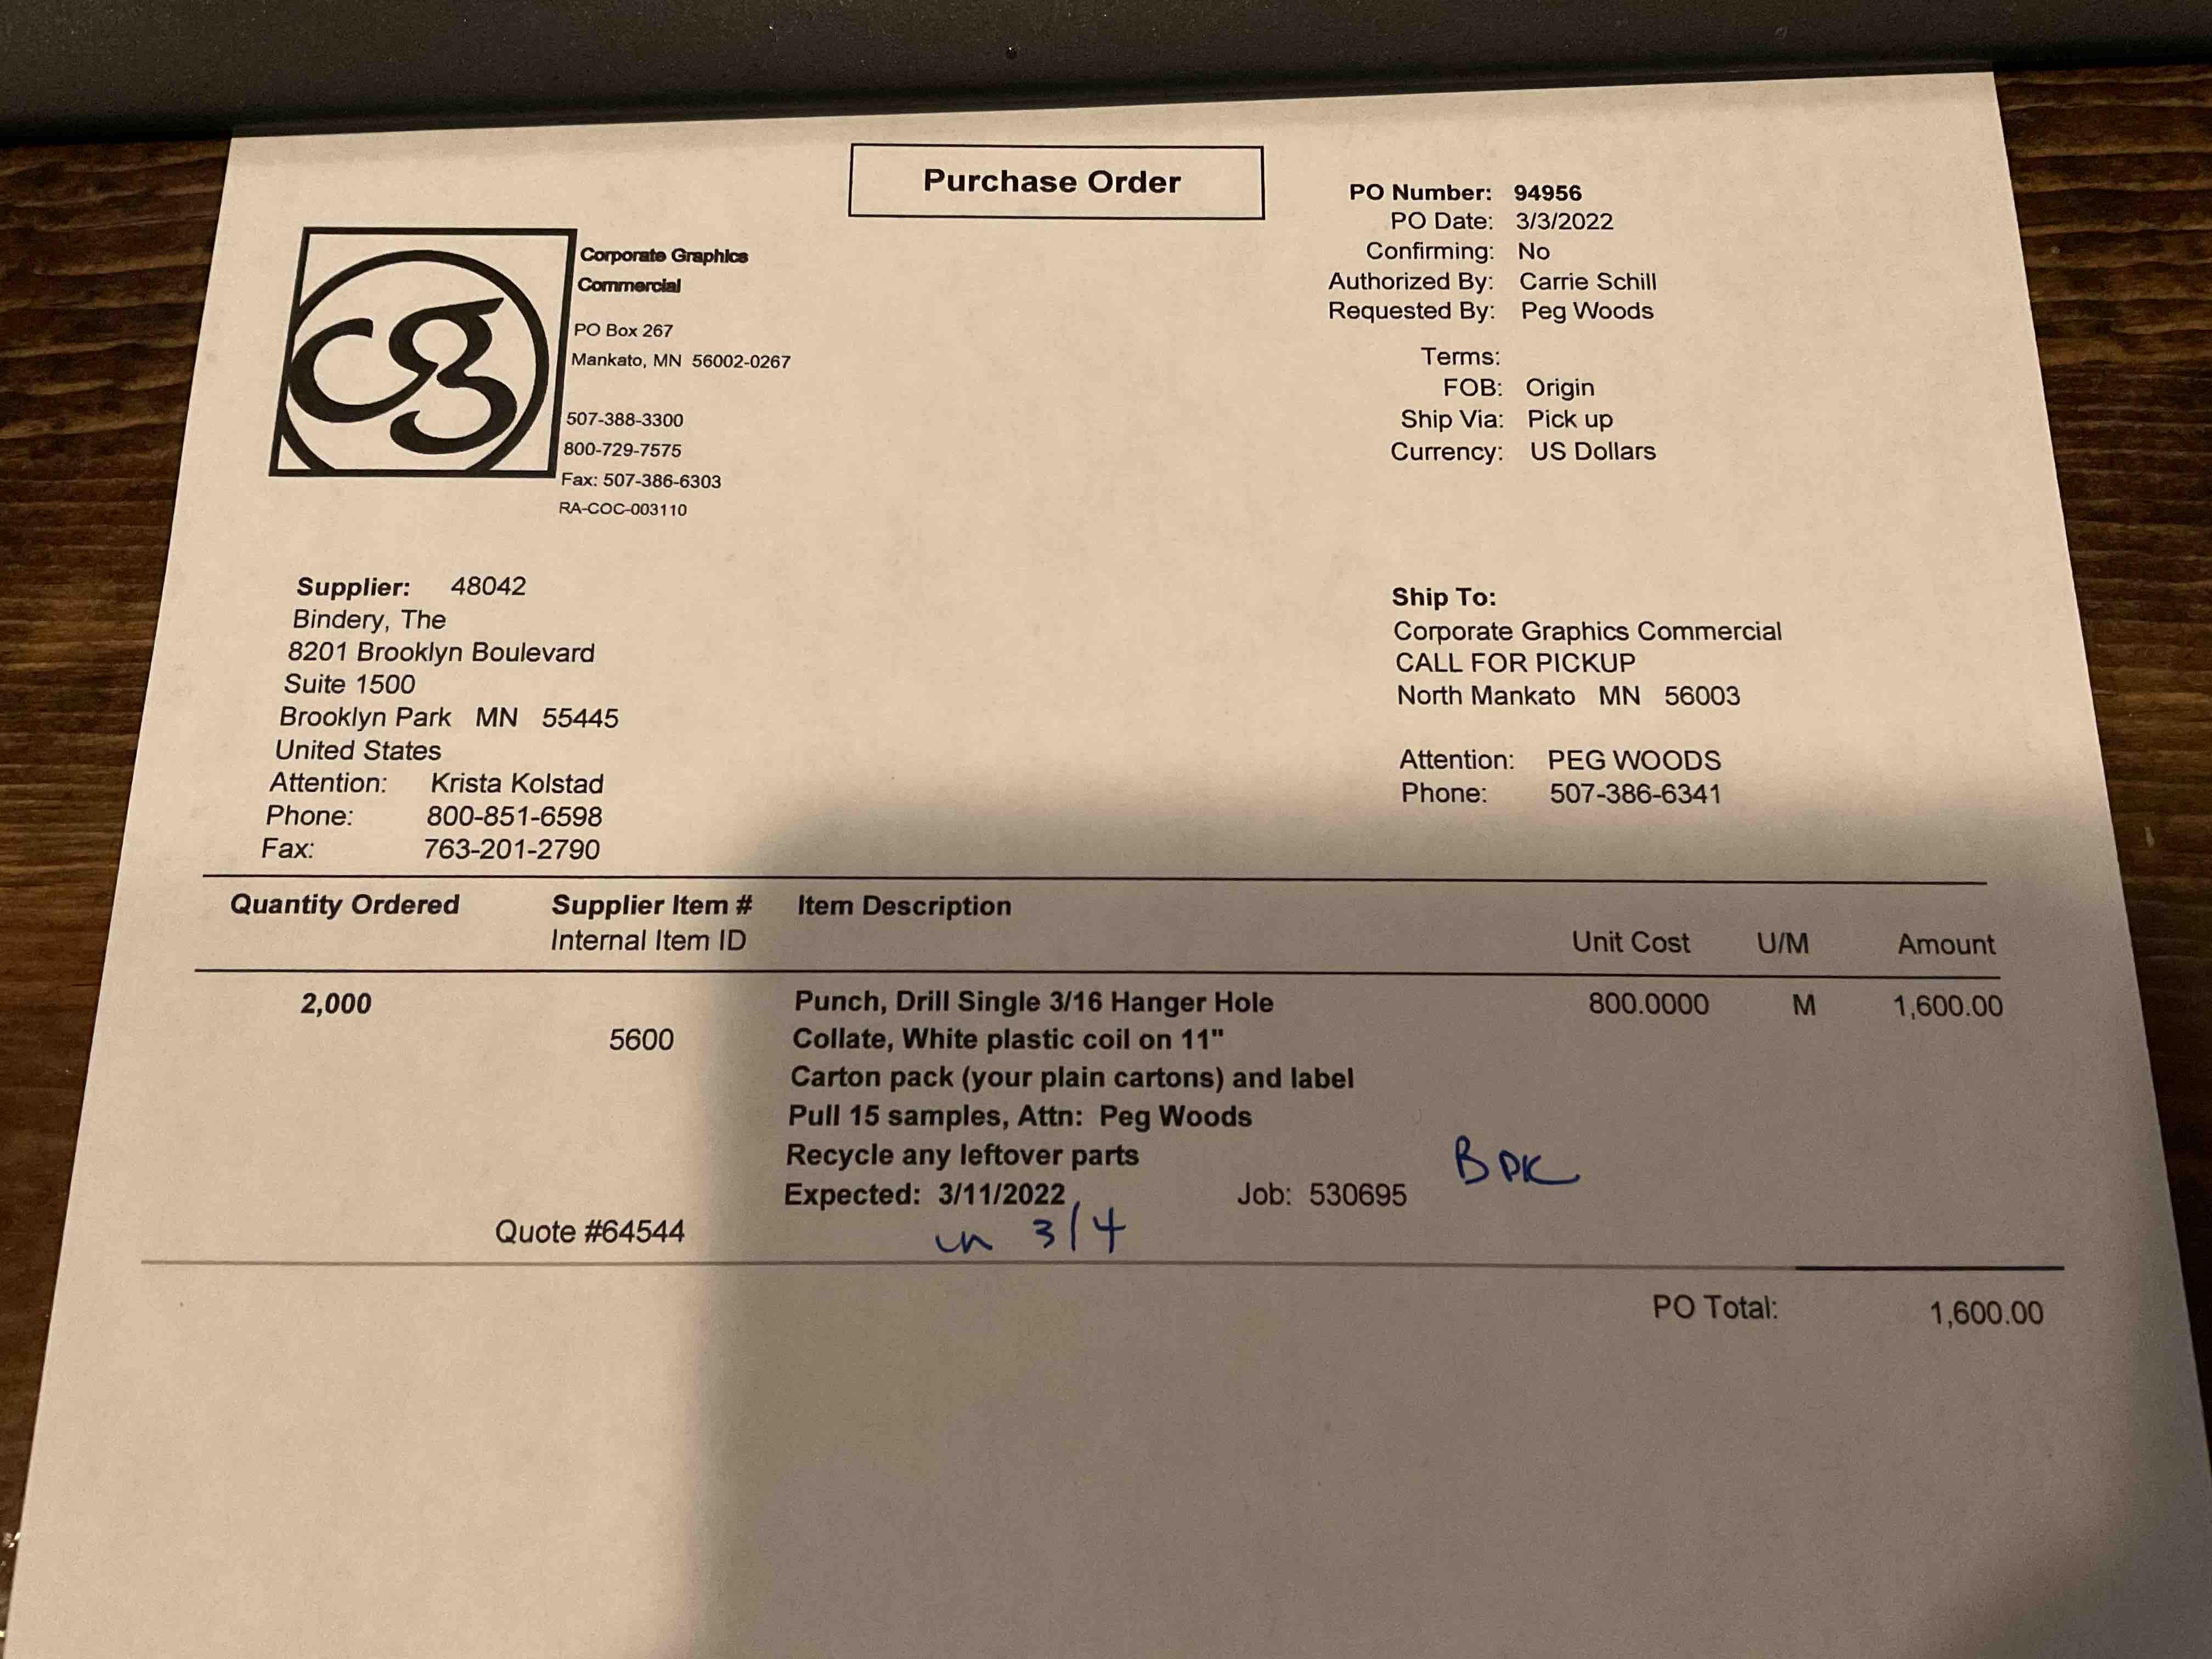 Purchase Order
cg
Corporate Graphics
Commercial
PO Box 267
Mankato, MN 56002-0267
507-388-3300
800-729-7575
Fax: 507-386-6303
RA-COC-003110
PO Number: 94956
PO Date: 3/3/2022
Confirming: No
Authorized By: Carrie Schill
Requested By: Peg Woods
Terms:
FOB: Origin
Ship Via: Pick up
Currency: US Dollars
Supplier: 48042
Bindery, The
8201 Brooklyn Boulevard
Suite 1500
Brooklyn Park MN 55445
United States
Attention: Krista Kolstad
Phone: 800-851-6598
Fax: 763-201-2790
Ship To:
Corporate Graphics Commercial
CALL FOR PICKUP
North Mankato MN 56003
Attention: PEG WOODS
Phone: 507-386-6341
Quantity Ordered Supplier Item # Item Description
Internal Item ID Unit Cost U/M Amount
2,000 Punch, Drill Single 3/16 Hanger Hole 800.0000 M 1,600.00
5600 Collate, White plastic coil on 11"
Carton pack (your plain cartons) and label
Pull 15 samples, Attn: Peg Woods
Recycle any leftover parts
BPK
Expected: 3/11/2022 Job: 530695
Quote #64544 in 3/4
PO Total: 1,600.00